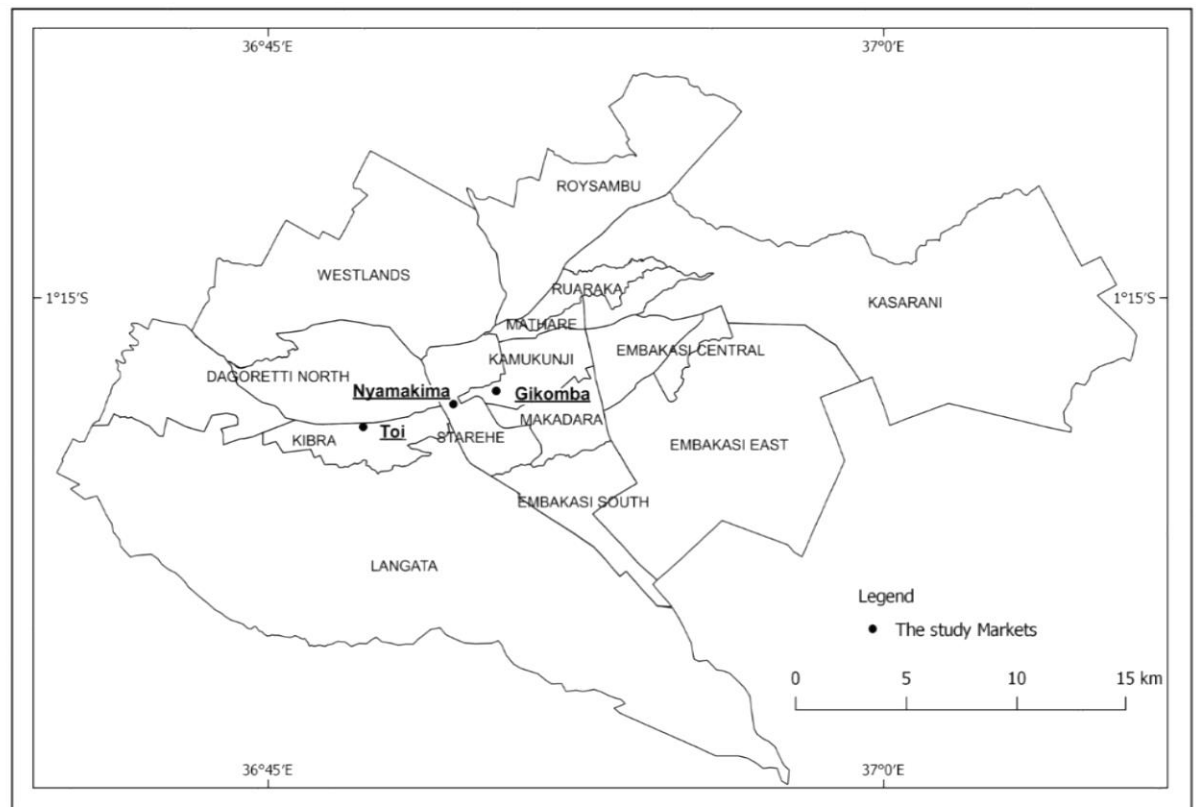 36°45'E 37°0'E
ROYSAMBU
WESTLANDS
RUARAKA
1°15'S 1°15'S
KASARANI
MATHARE
EMBAKASI CENTRAL
KAMUKUNJI
DAGORETTI NORTH
Nyamakima
Gikomba
MAKADARA
Toi
STAREHE
KIBRA
EMBAKASI EAST
EMBAKASI SOUTH
LANGATA
Legend
The study Markets
0 5 10 15 km
36°45'E 37°0'E